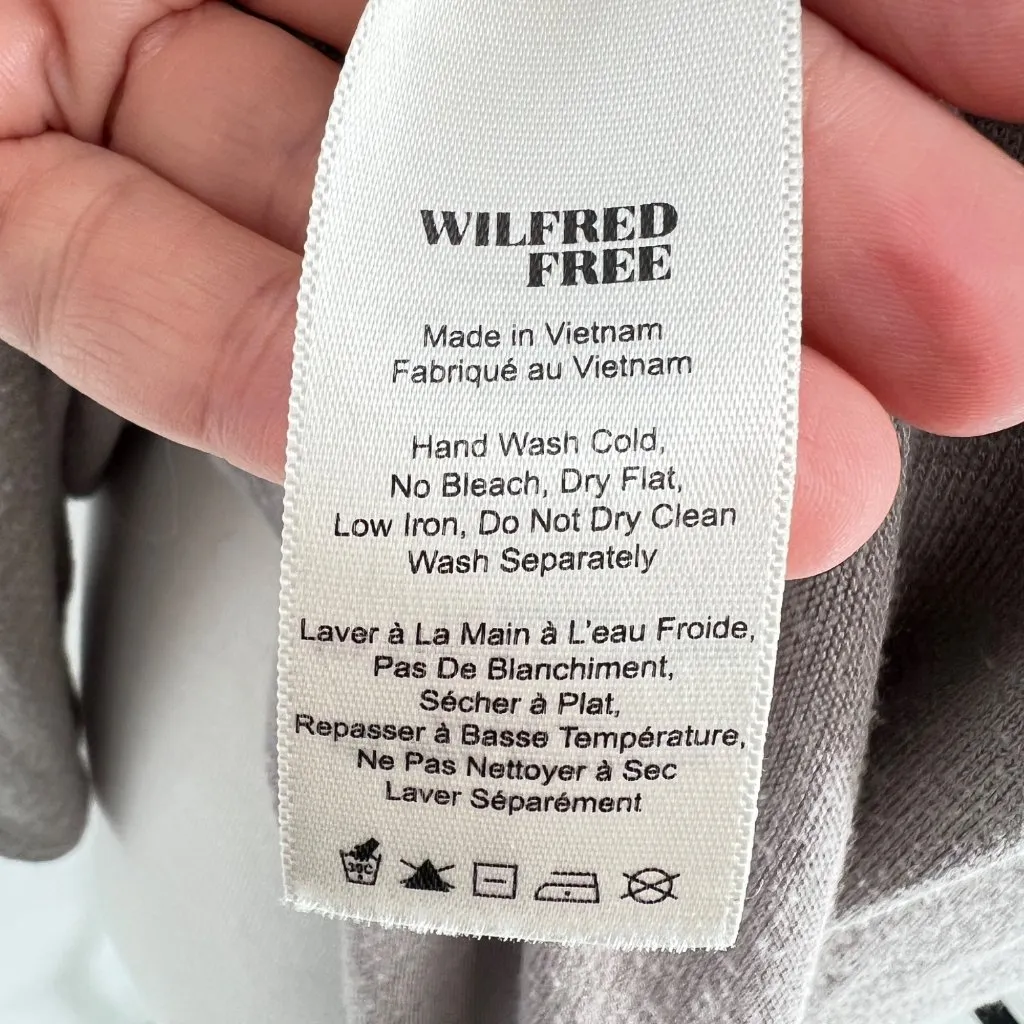 WILFRED
FREE
Made in Vietnam
Fabriqué au Vietnam
Hand Wash Cold,
No Bleach, Dry Flat,
Low Iron, Do Not Dry Clean
Wash Separately
Laver à La Main à L'eau Froide,
Pas De Blanchiment,
Sécher à Plat,
Repasser à Basse Température,
Ne Pas Nettoyer à Sec
Laver Séparément
30C